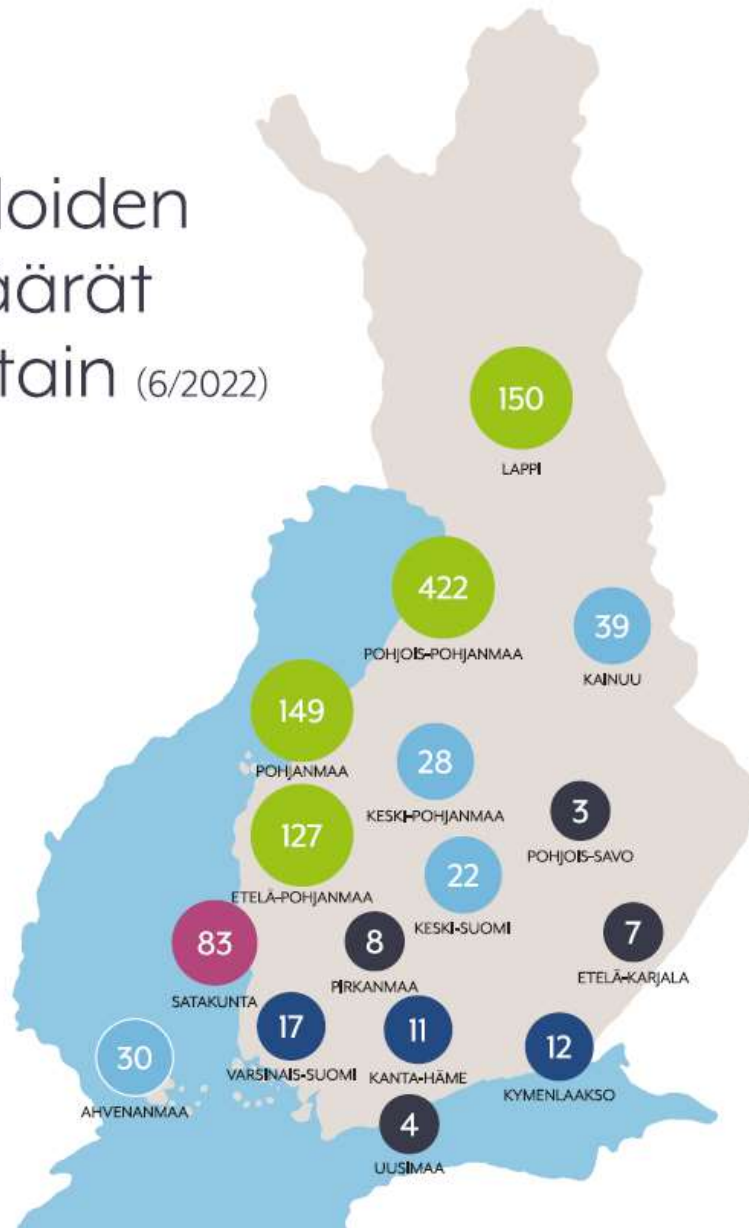 loiden
äärät
tain (6/2022)
150
LAPPI
422
POHJOIS-POHJANMAA
39
KAINUU
149
POHJANMAA
28
KESKI-POHJANMAA
3
POHJOIS-SAVO
127
ETELÄ-POHJANMAA
22
KESKI-SUOMI
83
SATAKUNTA
8
PIRKANMAA
7
ETELÄ-KARJALA
17
VARSINAIS-SUOMI
11
KANTA-HÄME
12
KYMENLAAKSO
30
AHVENANMAA
4
UUSIMAA